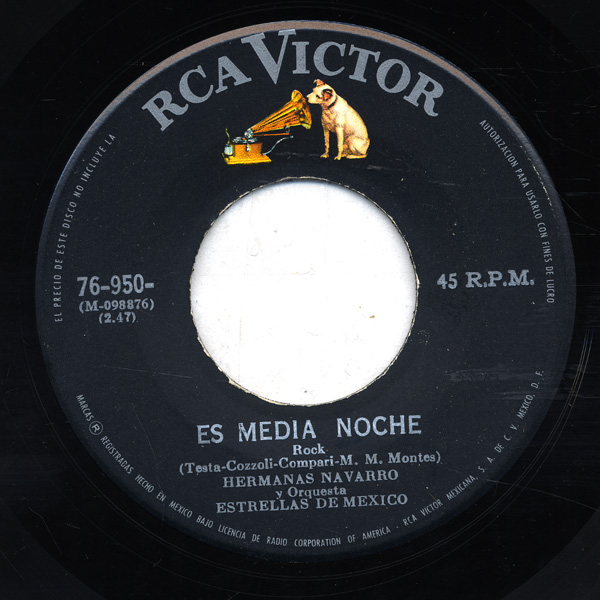 RCA VICTOR
EL PRECIO DE ESTE DISCO NO INCLUYE LA
AUTORIZACION PARA USARLO CON FINES DE LUCRO
76-950-
(M-098876)
(2.47)
45 R.P.M.
ES MEDIA NOCHE
Rock
(Testa-Cozzoli-Compari-M. M. Montes)
HERMANAS NAVARRO
y Orquesta
ESTRELLAS DE MEXICO
MARCAS ® REGISTRADAS HECHO EN MEXICO BAJO LICENCIA DE RADIO CORPORATION OF AMERICA - RCA VICTOR MEXICANA, S. A. DE C. V. MEXICO, D. F.